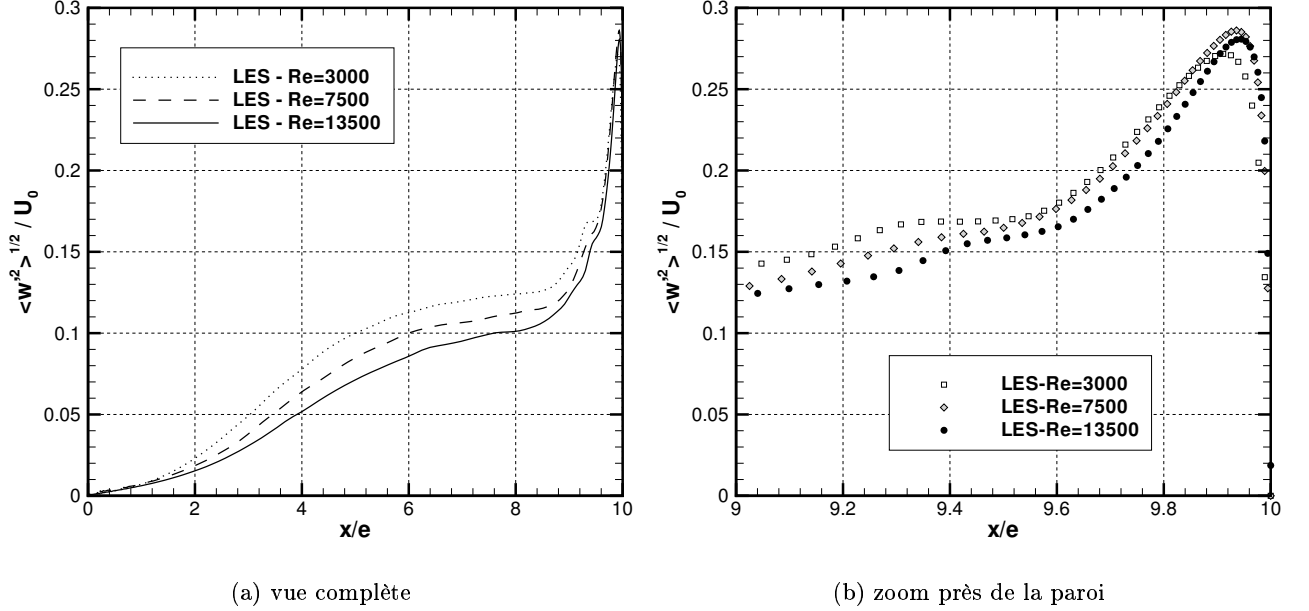 0.3
0.25
0.2
0.15
0.1
0.05
0
<w'²>¹/² / U₀
LES - Re=3000
LES - Re=7500
LES - Re=13500
0 2 4 6 8 10
x/e
(a) vue complète
0.3
0.25
0.2
0.15
0.1
0.05
0
<w'²>¹/² / U₀
LES-Re=3000
LES-Re=7500
LES-Re=13500
9 9.2 9.4 9.6 9.8 10
x/e
(b) zoom près de la paroi